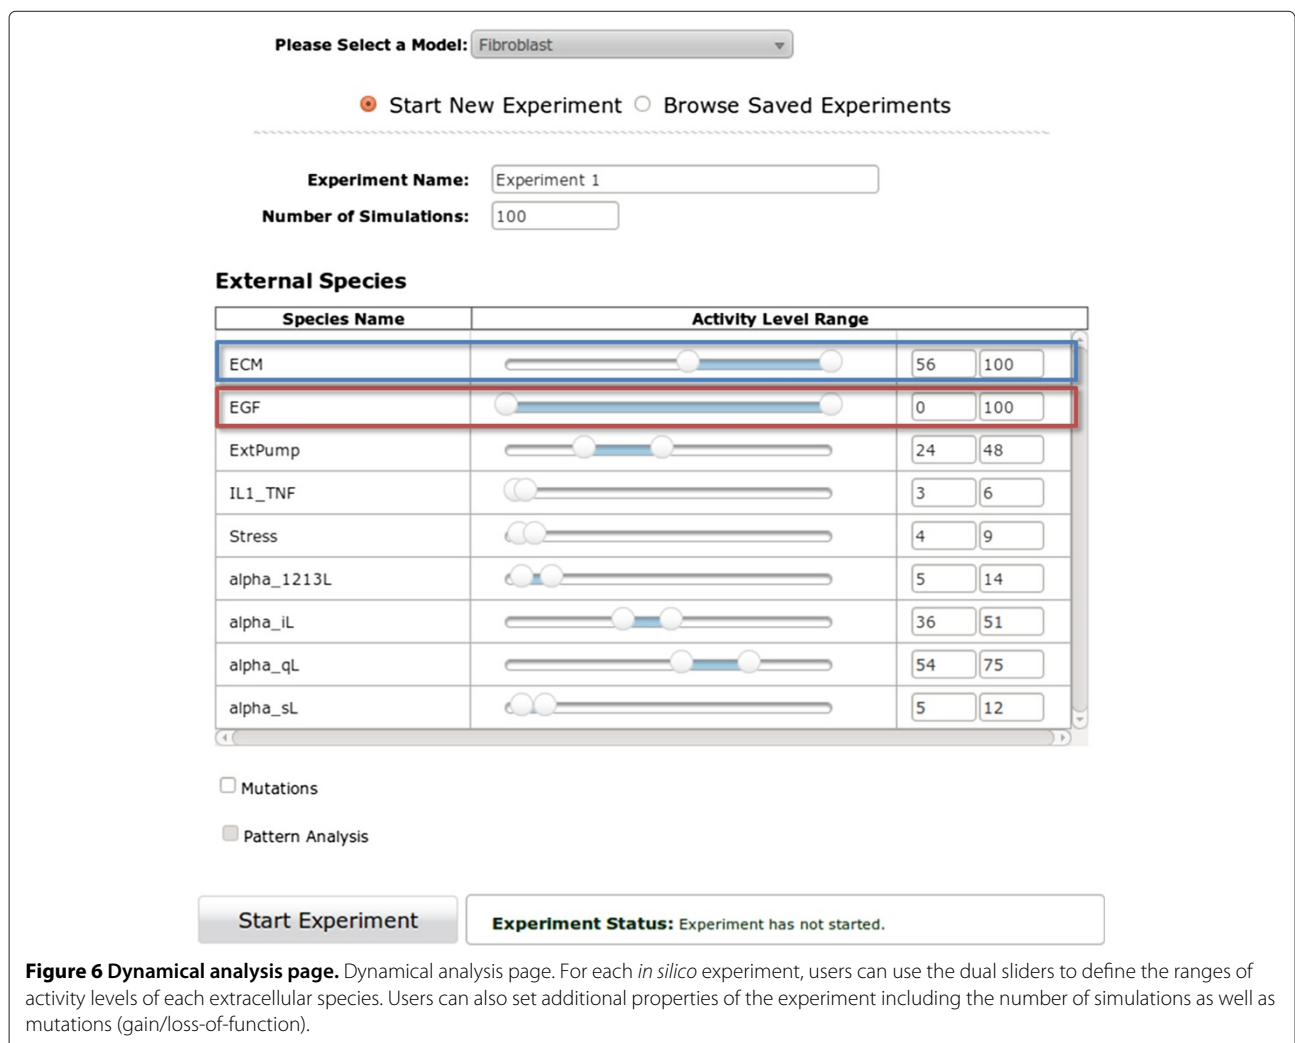 Please Select a Model: Fibroblast
Start New Experiment Browse Saved Experiments
Experiment Name: Experiment 1
Number of Simulations: 100
External Species
Species Name Activity Level Range
ECM 56 100
EGF 0 100
ExtPump 24 48
IL1_TNF 3 6
Stress 4 9
alpha_1213L 5 14
alpha_iL 36 51
alpha_qL 54 75
alpha_sL 5 12
Mutations
Pattern Analysis
Start Experiment Experiment Status: Experiment has not started.
Figure 6 Dynamical analysis page. Dynamical analysis page. For each in silico experiment, users can use the dual sliders to define the ranges of
activity levels of each extracellular species. Users can also set additional properties of the experiment including the number of simulations as well as
mutations (gain/loss-of-function).